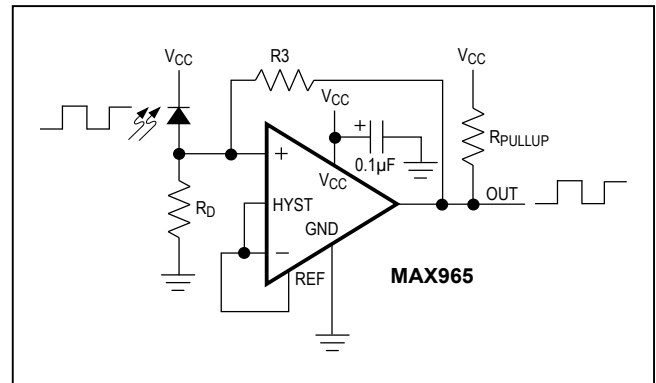 R3
VCC
VCC
VCC
+
0.1µF
RPULLUP
+
VCC
RD
HYST
OUT
GND
−
REF
MAX965